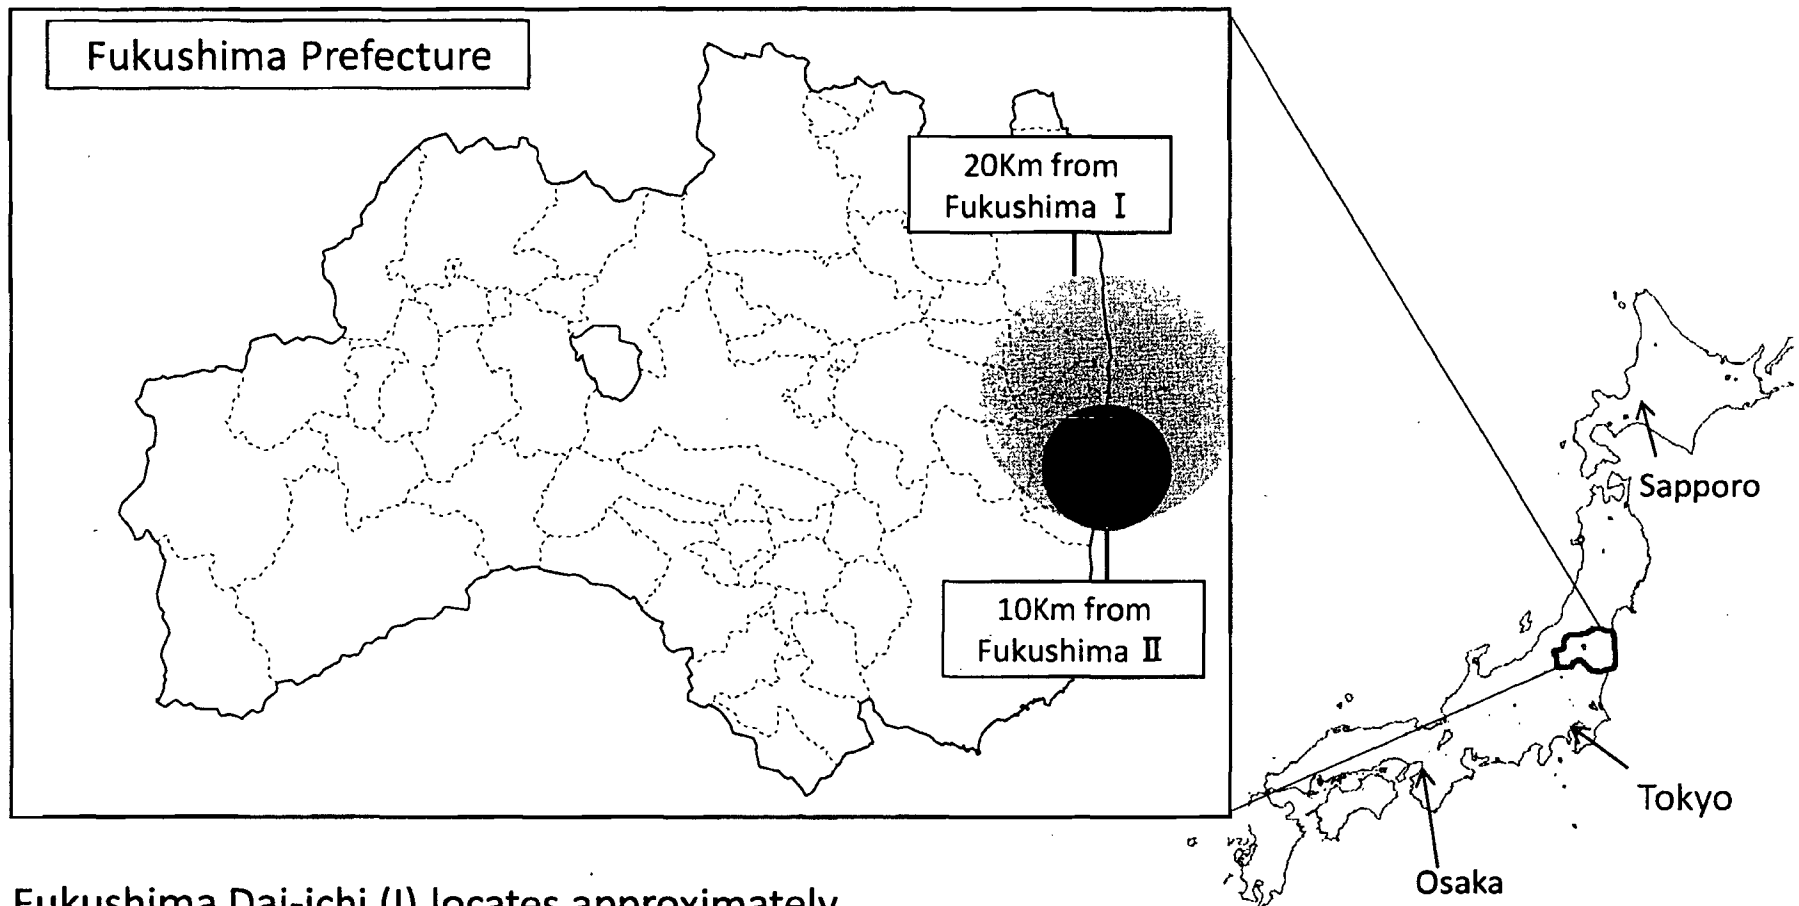 Fukushima Prefecture
20Km from
Fukushima Ⅰ
10Km from
Fukushima Ⅱ
Sapporo
Tokyo
Osaka
Fukushima Dai-ichi (I) locates approximately